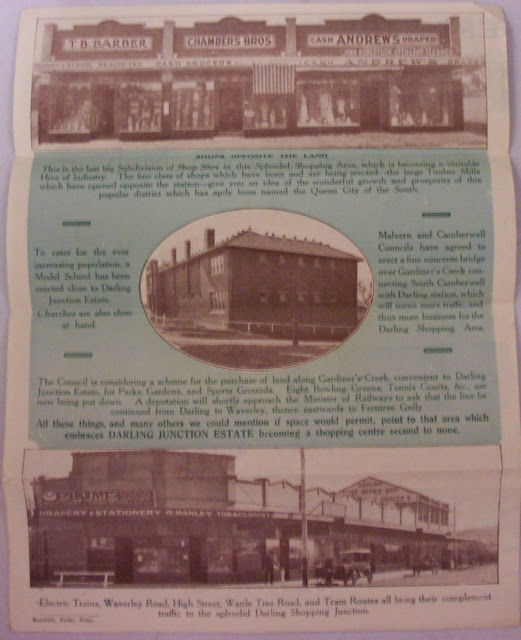 T. B. BARBER
CHAMBERS BROS
CASH ANDREWS DRAPER
CASH GROCERS
CASH ANDREWS
SHOPS OPPOSITE THE LAND
This is the last big Subdivision of Shop Sites in this Splendid Shopping Area, which is becoming a veritable
Hive of Industry. The fine class of shops which have been and are being erected—the large Timber Mills
which have opened opposite the station—give you an idea of the wonderful growth and prosperity of this
popular district which has aptly been named the Queen City of the South.
To cater for the ever
increasing population, a
Model School has been
erected close to Darling
Junction Estate.
Churches are also close
at hand.
Malvern and Camberwell
Councils have agreed to
erect a fine concrete bridge
over Gardiner's Creek con-
necting South Camberwell
with Darling station, which
will mean more traffic, and
thus more business for the
Darling Shopping Area.
The Council is considering a scheme for the purchase of land along Gardiner's Creek, convenient to Darling
Junction Estate, for Parks, Gardens, and Sports Grounds. Eight Bowling Greens, Tennis Courts, &c., are
now being put down. A deputation will shortly approach the Minister of Railways to ask that the line be
continued from Darling to Waverley, thence eastwards to Ferntree Gully.
All these things, and many others we could mention if space would permit, point to that area which
embraces DARLING JUNCTION ESTATE becoming a shopping centre second to none.
PLUME
DRAPERY & STATIONERY
TOBACCONIST
Electric Trains, Waverley Road, High Street, Wattle Tree Road, and Tram Routes all bring their complement
traffic to the splendid Darling Shopping Junction.